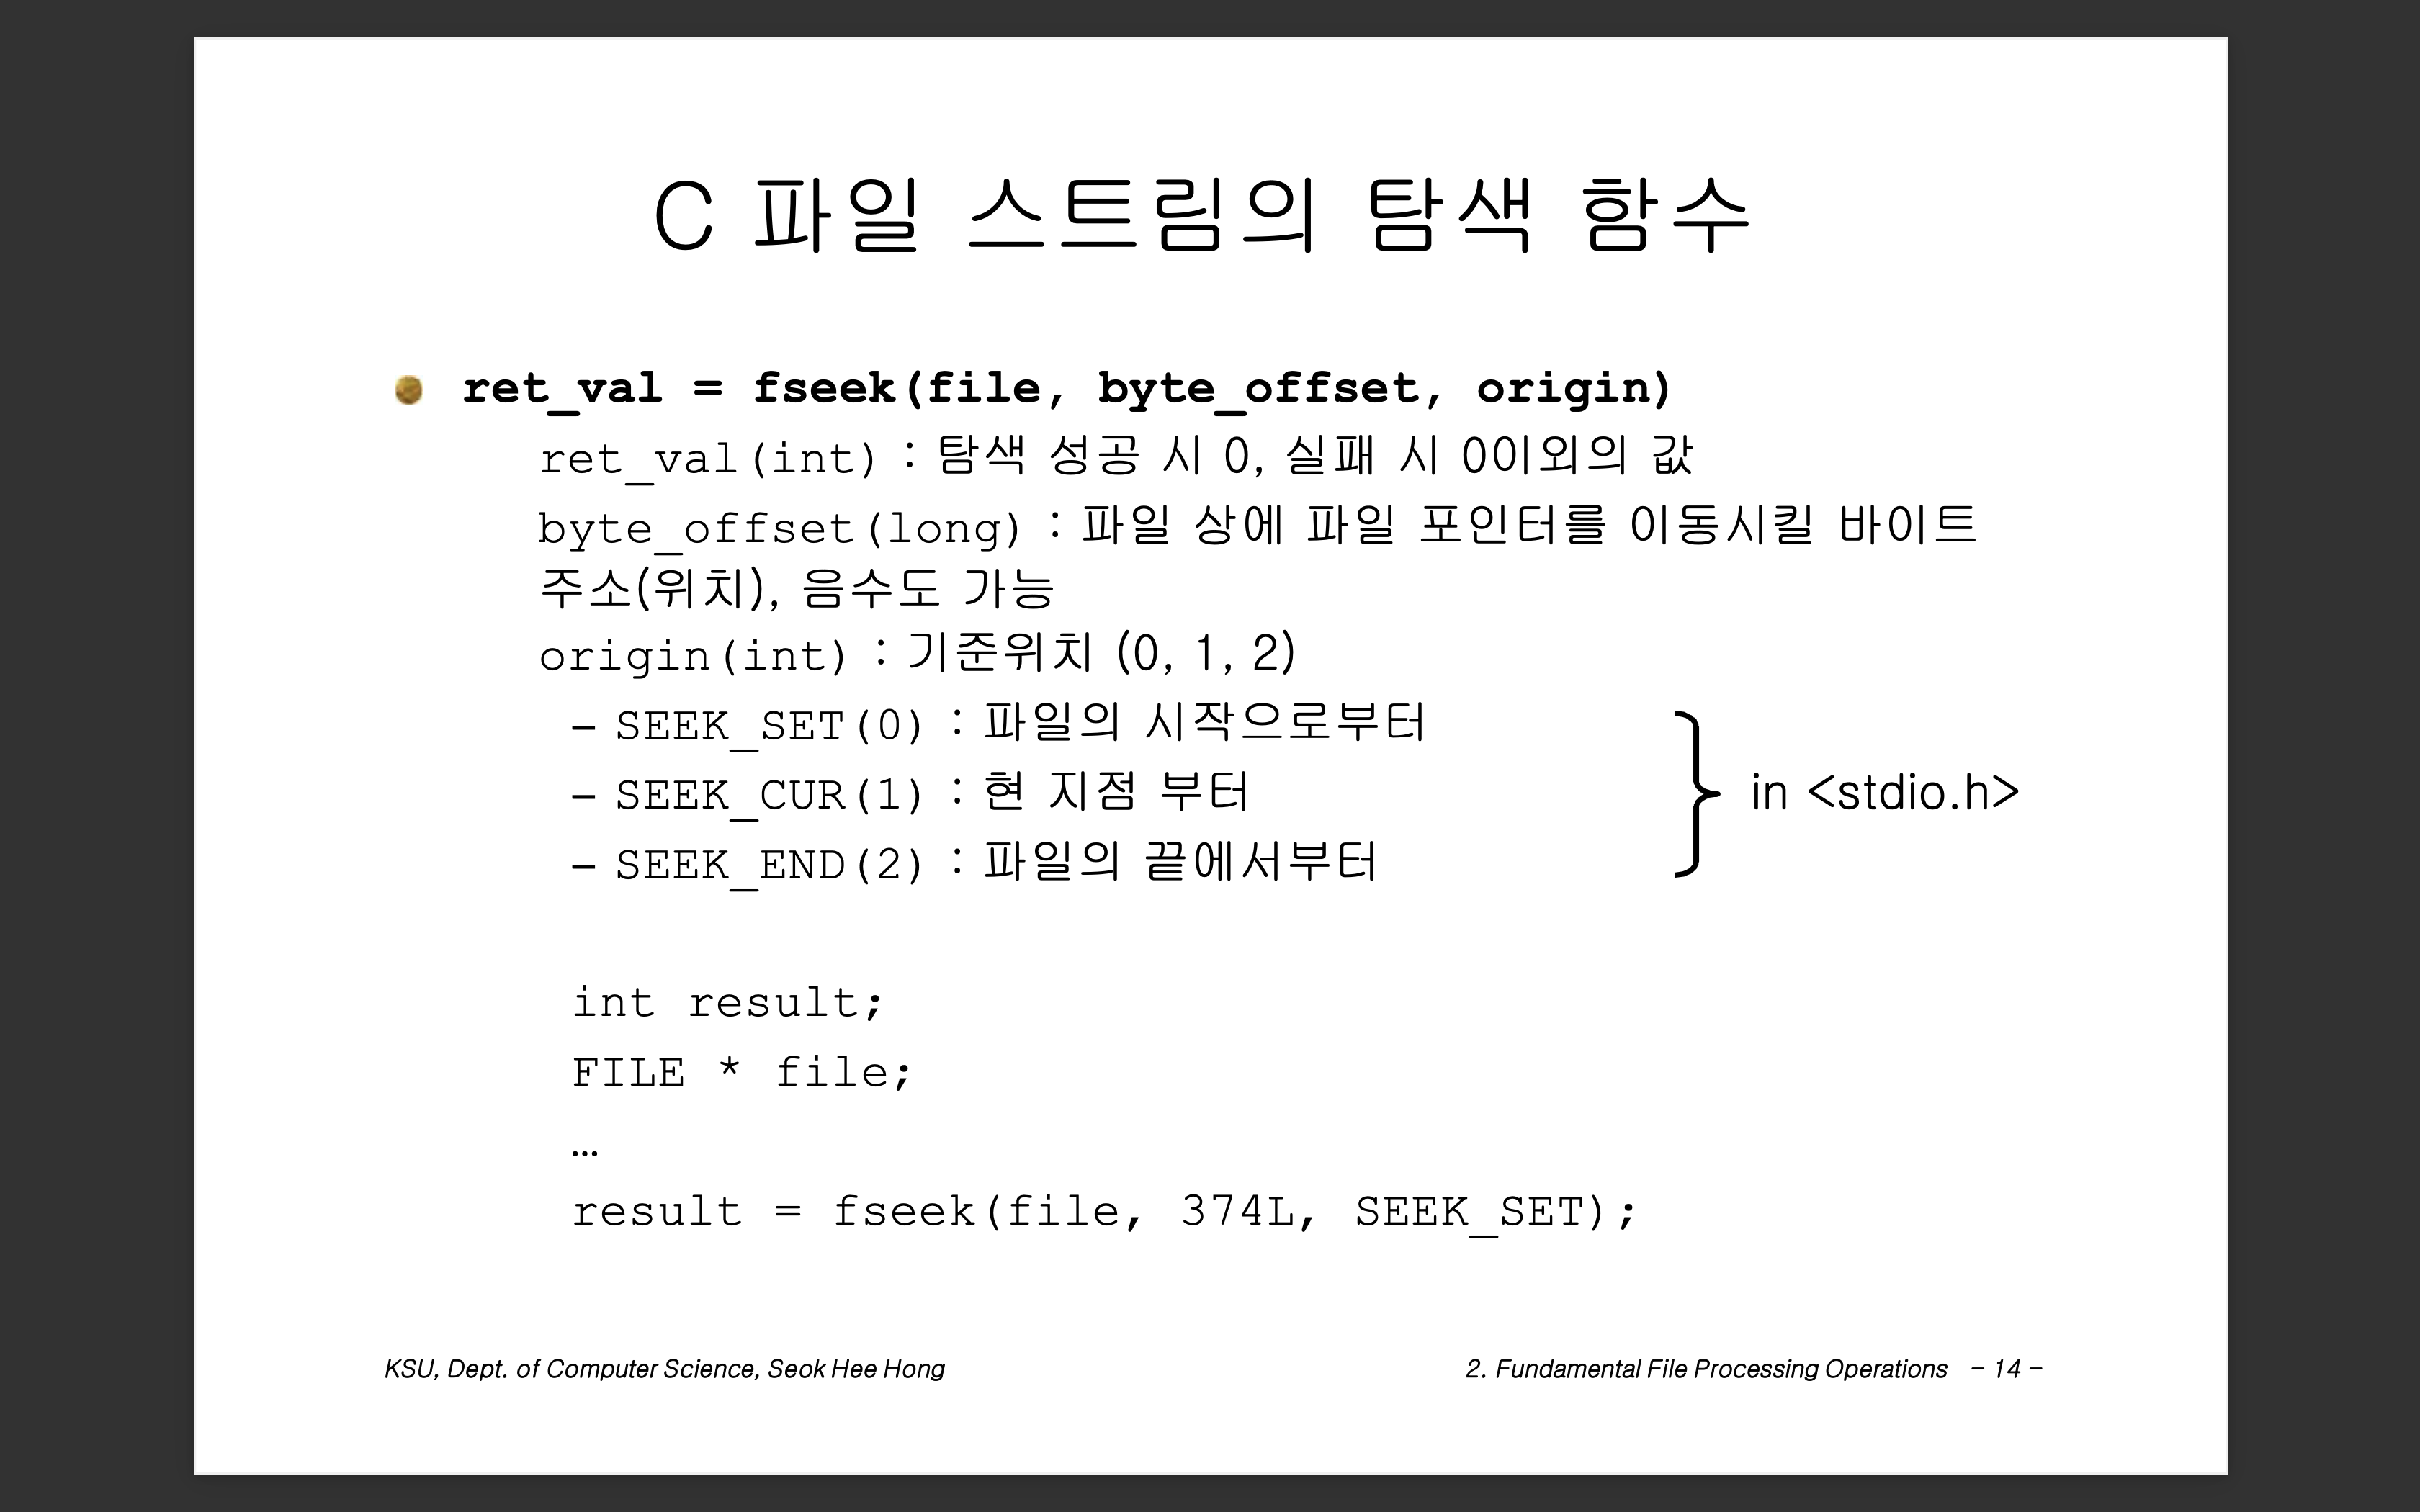 C 파일 스트림의 탐색 함수
ret_val = fseek(file, byte_offset, origin)
ret_val(int) : 탐색 성공 시 0, 실패 시 0이외의 값
byte_offset(long) : 파일 상에 파일 포인터를 이동시킬 바이트
주소(위치), 음수도 가능
origin(int) : 기준위치 (0, 1, 2)
– SEEK_SET(0) : 파일의 시작으로부터
– SEEK_CUR(1) : 현 지점 부터
– SEEK_END(2) : 파일의 끝에서부터
in <stdio.h>
int result;
FILE * file;
…
result = fseek(file, 374L, SEEK_SET);
KSU, Dept. of Computer Science, Seok Hee Hong
2. Fundamental File Processing Operations – 14 –